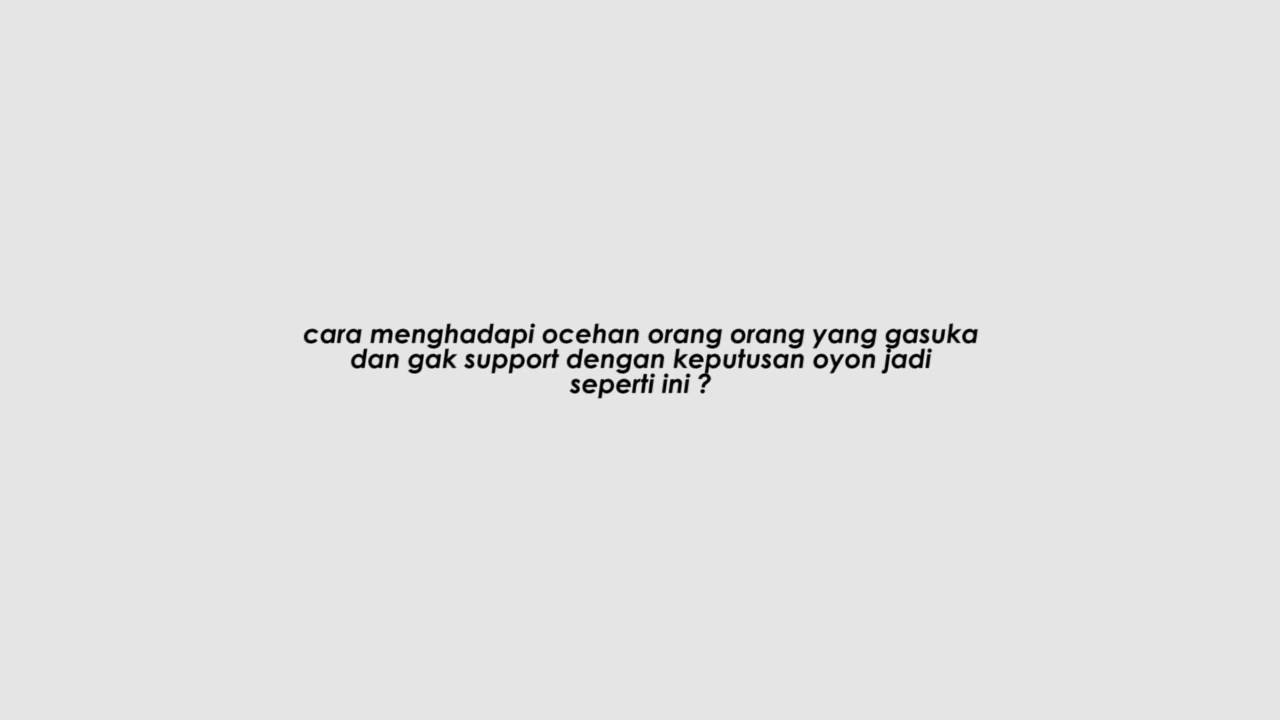 cara menghadapi ocehan orang orang yang gasuka
dan gak support dengan keputusan oyon jadi
seperti ini ?